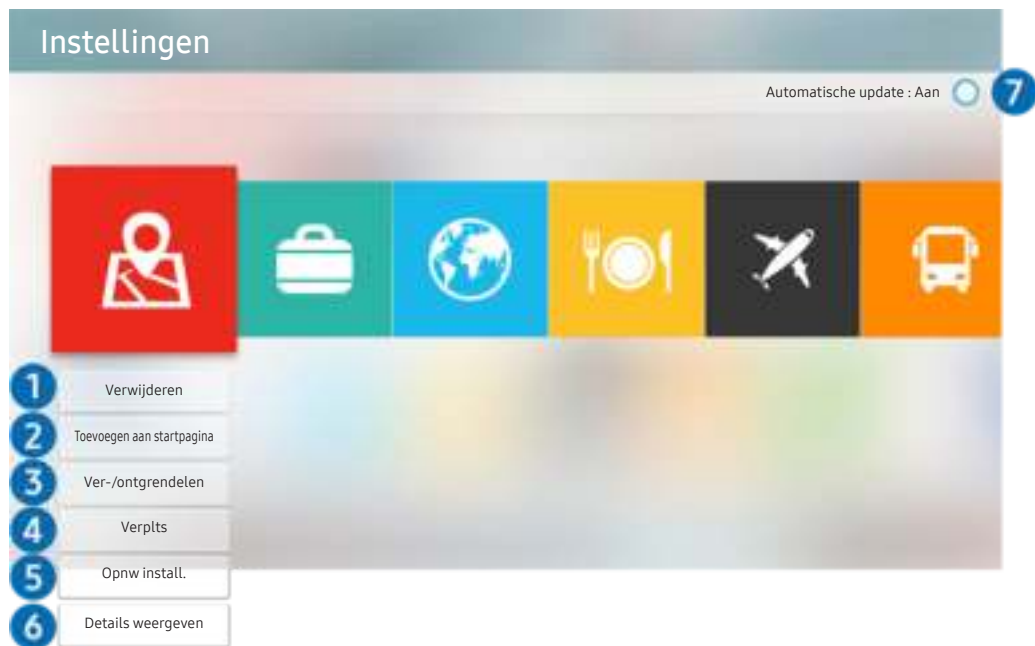 Instellingen
Automatische update : Aan
7
1 Verwijderen
2 Toevoegen aan startpagina
3 Ver-/ontgrendelen
4 Verplts
5 Opnw install.
6 Details weergeven